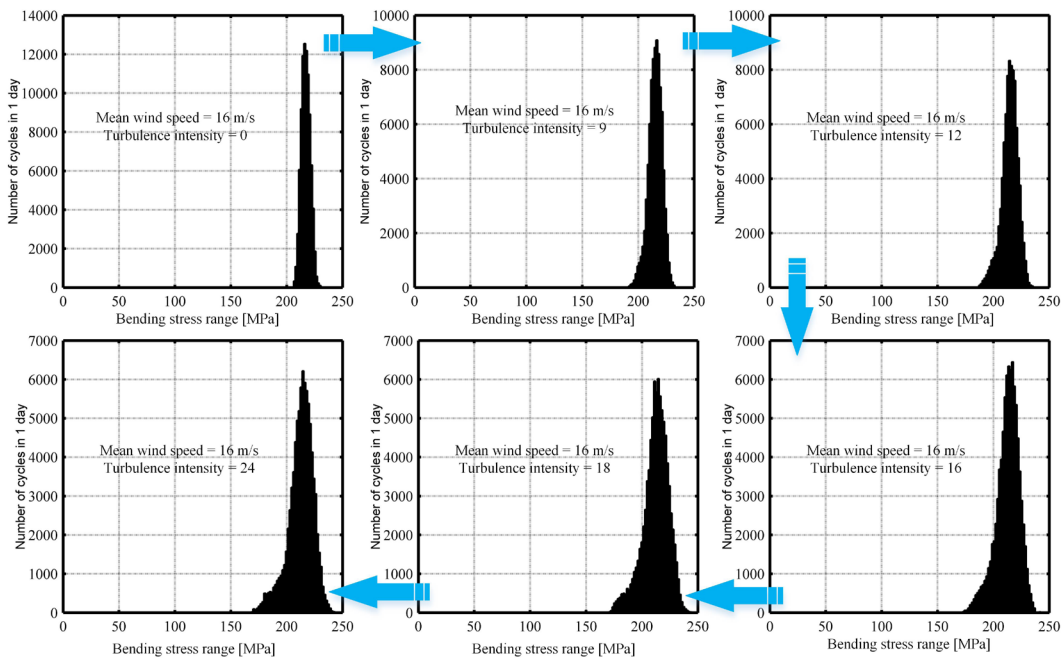 14000
12000
10000
8000
6000
4000
2000
0
Number of cycles in 1 day
Mean wind speed = 16 m/s
Turbulence intensity = 0
0 50 100 150 200 250
Bending stress range [MPa]
10000
8000
6000
4000
2000
0
Number of cycles in 1 day
Mean wind speed = 16 m/s
Turbulence intensity = 9
0 50 100 150 200 250
Bending stress range [MPa]
10000
8000
6000
4000
2000
0
Number of cycles in 1 day
Mean wind speed = 16 m/s
Turbulence intensity = 12
0 50 100 150 200 250
Bending stress range [MPa]
7000
6000
5000
4000
3000
2000
1000
0
Number of cycles in 1 day
Mean wind speed = 16 m/s
Turbulence intensity = 24
0 50 100 150 200 250
Bending stress range [MPa]
7000
6000
5000
4000
3000
2000
1000
0
Number of cycles in 1 day
Mean wind speed = 16 m/s
Turbulence intensity = 18
0 50 100 150 200 250
Bending stress range [MPa]
7000
6000
5000
4000
3000
2000
1000
0
Number of cycles in 1 day
Mean wind speed = 16 m/s
Turbulence intensity = 16
0 50 100 150 200 250
Bending stress range [MPa]